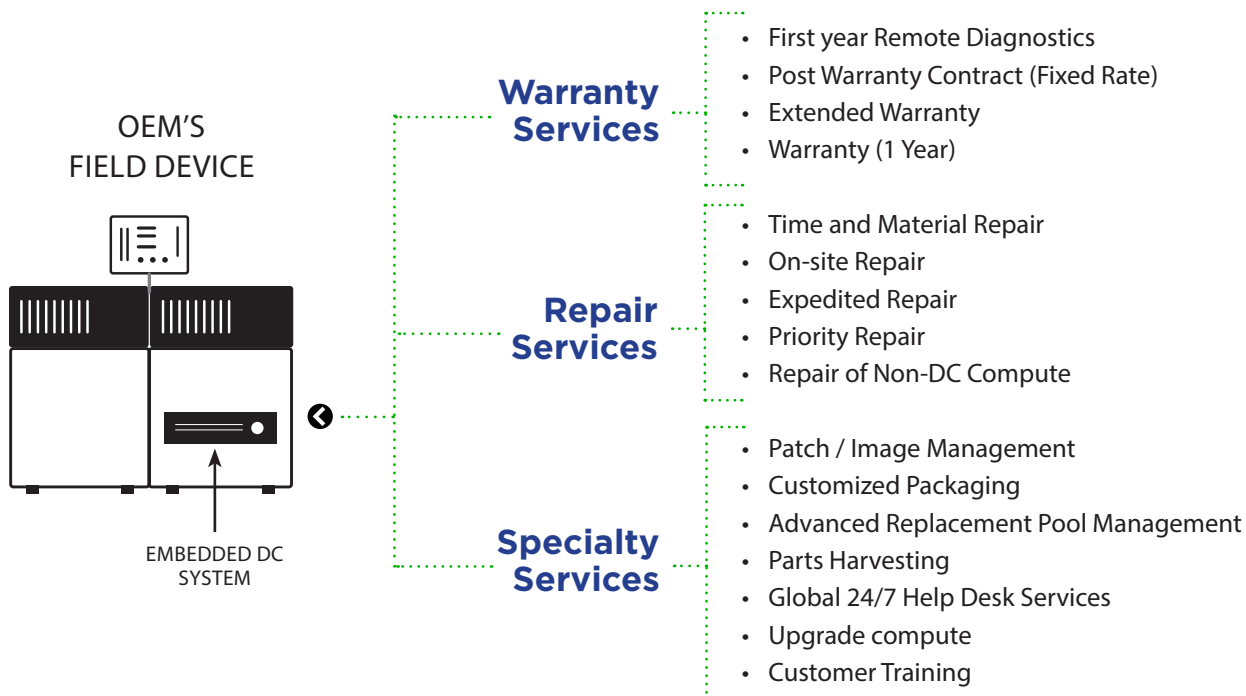 OEM'S
FIELD DEVICE
EMBEDDED DC
SYSTEM
Warranty
Services
• First year Remote Diagnostics
• Post Warranty Contract (Fixed Rate)
• Extended Warranty
• Warranty (1 Year)
Repair
Services
• Time and Material Repair
• On-site Repair
• Expedited Repair
• Priority Repair
• Repair of Non-DC Compute
Specialty
Services
• Patch / Image Management
• Customized Packaging
• Advanced Replacement Pool Management
• Parts Harvesting
• Global 24/7 Help Desk Services
• Upgrade compute
• Customer Training